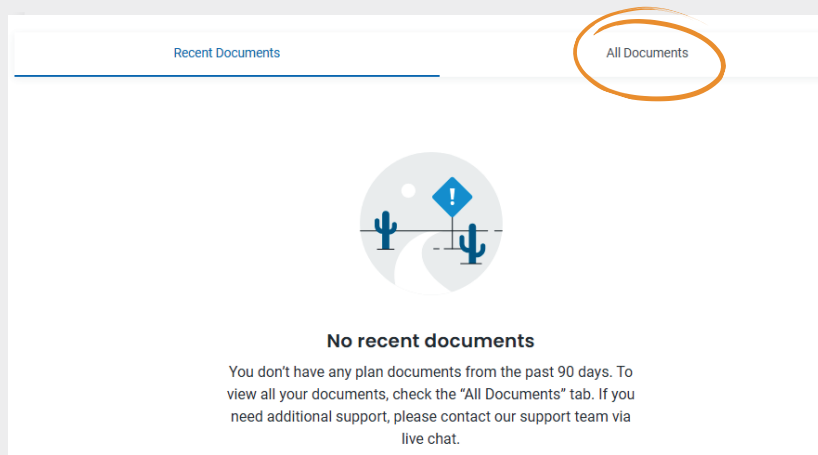 Recent Documents
All Documents
!
No recent documents
You don't have any plan documents from the past 90 days. To
view all your documents, check the “All Documents” tab. If you
need additional support, please contact our support team via
live chat.